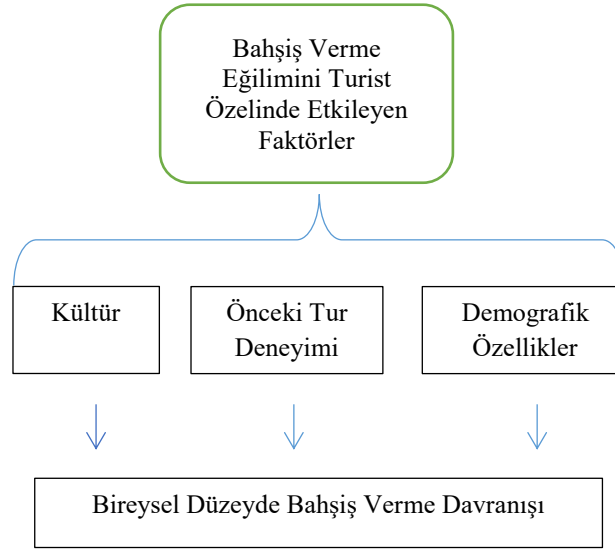 Bahşiş Verme
Eğilimini Turist
Özelinde Etkileyen
Faktörler
Kültür
Önceki Tur
Deneyimi
Demografik
Özellikler
Bireysel Düzeyde Bahşiş Verme Davranışı